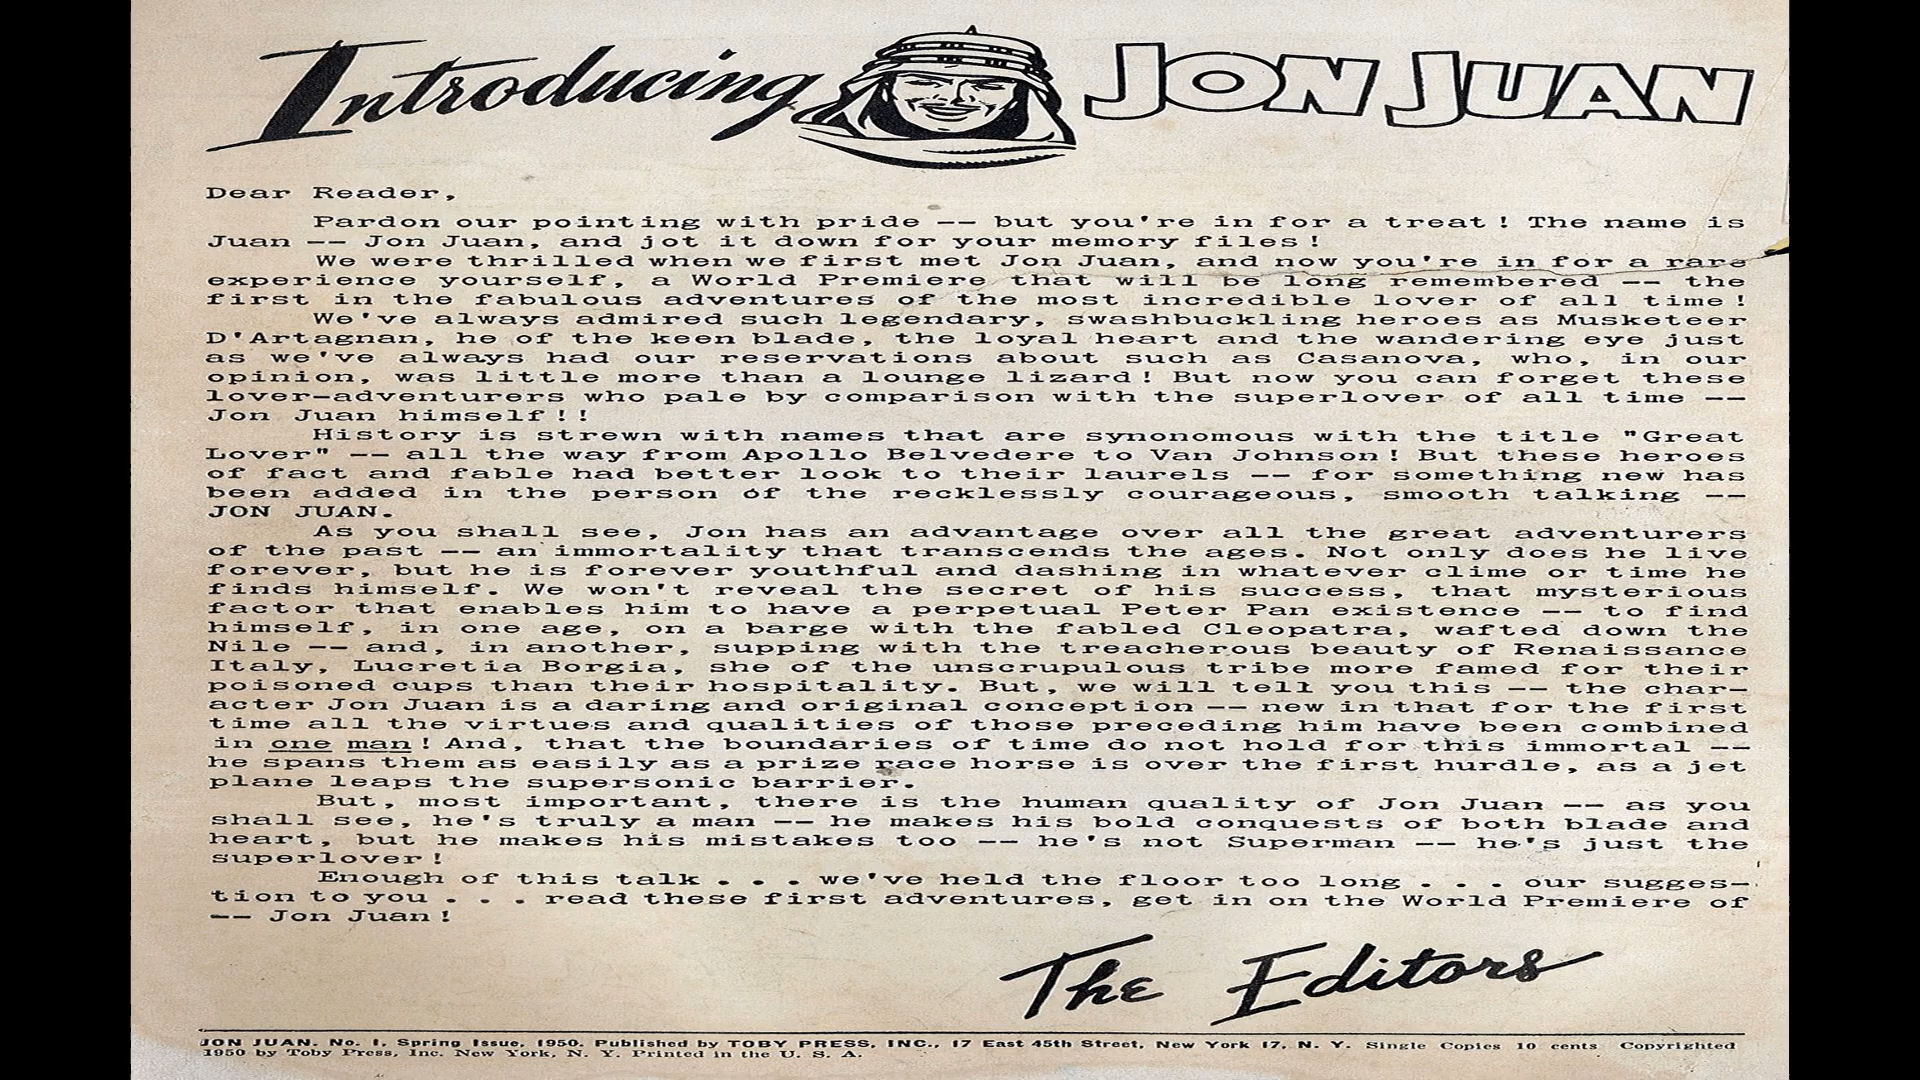 Introducing JON JUAN
Dear Reader,
Pardon our pointing with pride -- but you're in for a treat! The name is
Juan -- Jon Juan, and jot it down for your memory files!
We were thrilled when we first met Jon Juan, and now you're in for a rare
experience yourself, a World Premiere that will be long remembered -- the
first in the fabulous adventures of the most incredible lover of all time!
We've always admired such legendary, swashbuckling heroes as Musketeer
D'Artagnan, he of the keen blade, the loyal heart and the wandering eye just
as we've always had our reservations about such as Casanova, who, in our
opinion, was little more than a lounge lizard! But now you can forget these
lover-adventurers who pale by comparison with the superlover of all time --
Jon Juan himself!!
History is strewn with names that are synonomous with the title "Great
Lover" -- all the way from Apollo Belvedere to Van Johnson! But these heroes
of fact and fable had better look to their laurels -- for something new has
been added in the person of the recklessly courageous, smooth talking --
JON JUAN.
As you shall see, Jon has an advantage over all the great adventurers
of the past -- an immortality that transcends the ages. Not only does he live
forever, but he is forever youthful and dashing in whatever clime or time he
finds himself. We won't reveal the secret of his success, that mysterious
factor that enables him to have a perpetual Peter Pan existence -- to find
himself, in one age, on a barge with the fabled Cleopatra, wafted down the
Nile -- and, in another, supping with the treacherous beauty of Renaissance
Italy, Lucretia Borgia, she of the unscrupulous tribe more famed for their
poisoned cups than their hospitality. But, we will tell you this -- the char-
acter Jon Juan is a daring and original conception -- new in that for the first
time all the virtues and qualities of those preceding him have been combined
in one man! And, that the boundaries of time do not hold for this immortal --
he spans them as easily as a prize race horse is over the first hurdle, as a jet
plane leaps the supersonic barrier.
But, most important, there is the human quality of Jon Juan -- as you
shall see, he's truly a man -- he makes his bold conquests of both blade and
heart, but he makes his mistakes too -- he's not Superman -- he's just the
superlover!
Enough of this talk . . . we've held the floor too long . . . our sugges-
tion to you . . . read these first adventures, get in on the World Premiere of
-- Jon Juan!
The Editors
JON JUAN. No. 1, Spring Issue, 1950. Published by TOBY PRESS, INC., 17 East 45th Street, New York 17, N. Y. Single Copies 10 cents Copyrighted
1950 by Toby Press, Inc. New York, N. Y. Printed in the U. S. A.